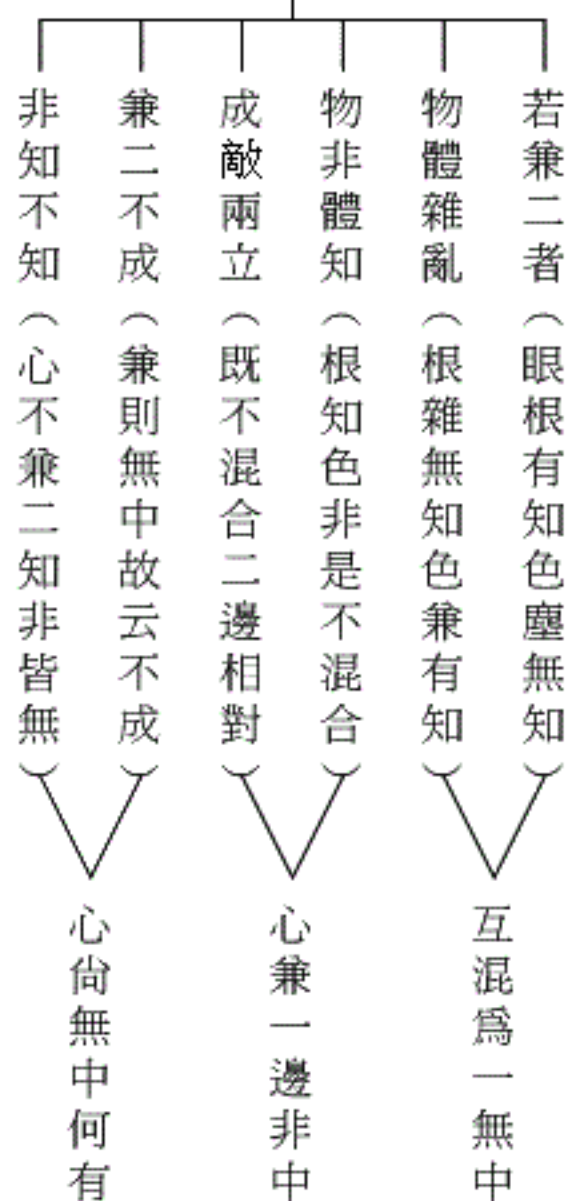 若兼二者（眼根有知色塵無知）
物體雜亂（根雜無知色兼有知）
物非體知（根知色非是不混合）
成敵兩立（既不混合二邊相對）
兼二不成（兼則無中故云不成）
非知不知（心不兼二知非皆無）
互混爲一無中
心兼一邊非中
心尙無中何有